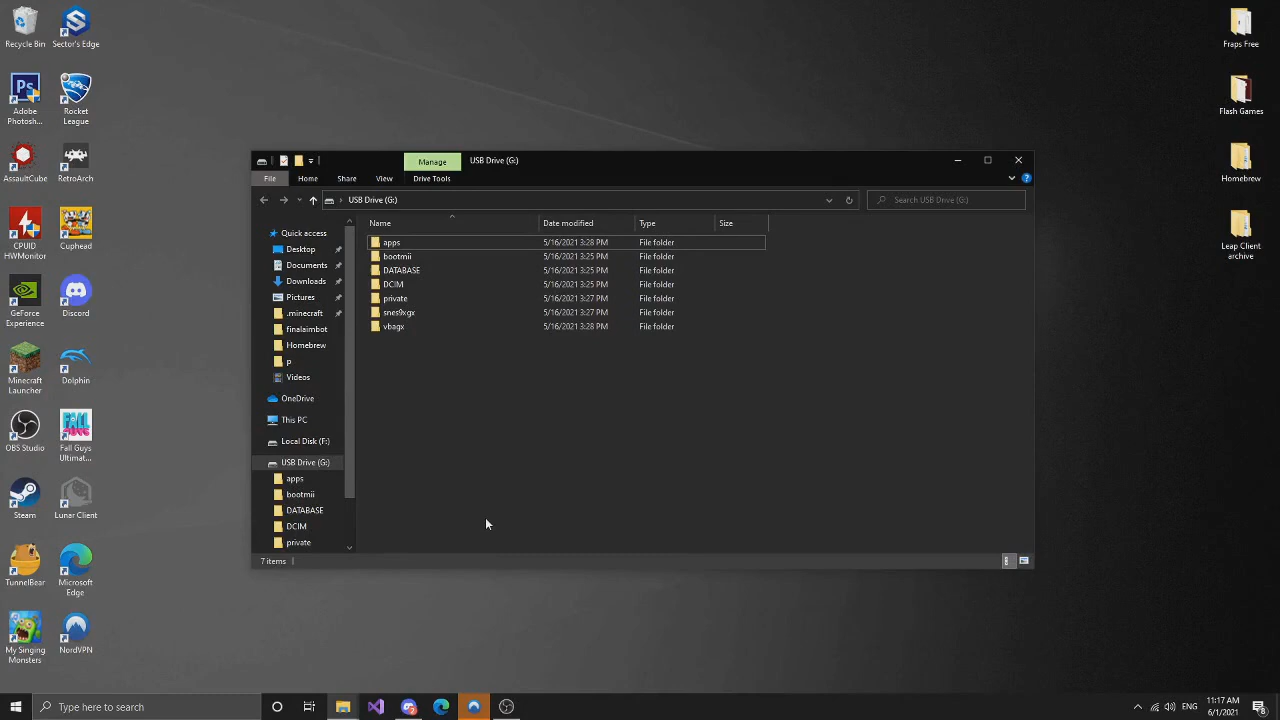 Recycle Bin
Sector's Edge
Adobe
Photosh...
Rocket
League
AssaultCube
RetroArch
CPUID
HWMonitor
Cuphead
GeForce
Experience
Discord
Minecraft
Launcher
Dolphin
OBS Studio
Fall Guys
Ultimat...
Steam
Lunar Client
TunnelBear
Microsoft
Edge
My Singing
Monsters
NordVPN
Fraps Free
Flash Games
Homebrew
Leap Client
archive
Manage
USB Drive (G:)
File
Home
Share
View
Drive Tools
USB Drive (G:)
Search USB Drive (G:)
Name
Date modified
Type
Size
apps 5/16/2021 3:28 PM File folder
bootmii 5/16/2021 3:25 PM File folder
DATABASE 5/16/2021 3:25 PM File folder
DCIM 5/16/2021 3:25 PM File folder
private 5/16/2021 3:27 PM File folder
snes9xgx 5/16/2021 3:27 PM File folder
vbagx 5/16/2021 3:28 PM File folder
Quick access
Desktop
Documents
Downloads
Pictures
.minecraft
finalaimbot
Homebrew
p
Videos
OneDrive
This PC
Local Disk (F:)
USB Drive (G:)
apps
bootmii
DATABASE
DCIM
private
7 items
Type here to search
ENG
11:17 AM
6/1/2021
8